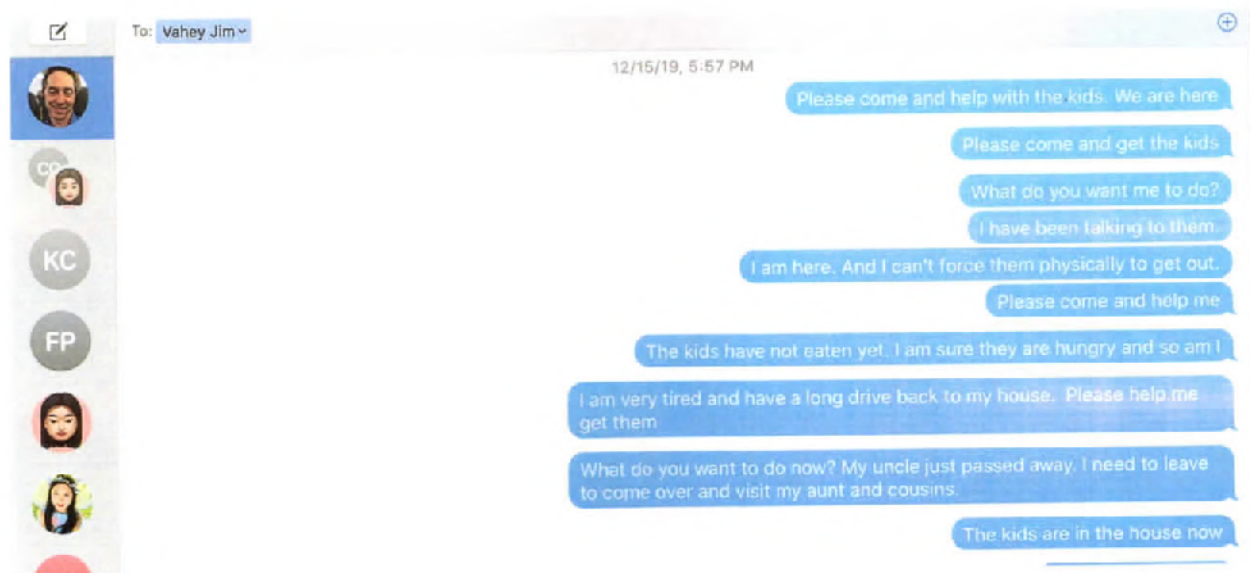 To: Vahey Jim
12/15/19, 5:57 PM
Please come and help with the kids. We are here
Please come and get the kids
CC
What do you want me to do?
I have been talking to them.
KC
I am here. And I can't force them physically to get out.
Please come and help me
FP
The kids have not eaten yet. I am sure they are hungry and so am I
I am very tired and have a long drive back to my house. Please help me
get them
What do you want to do now? My uncle just passed away. I need to leave
to come over and visit my aunt and cousins.
The kids are in the house now